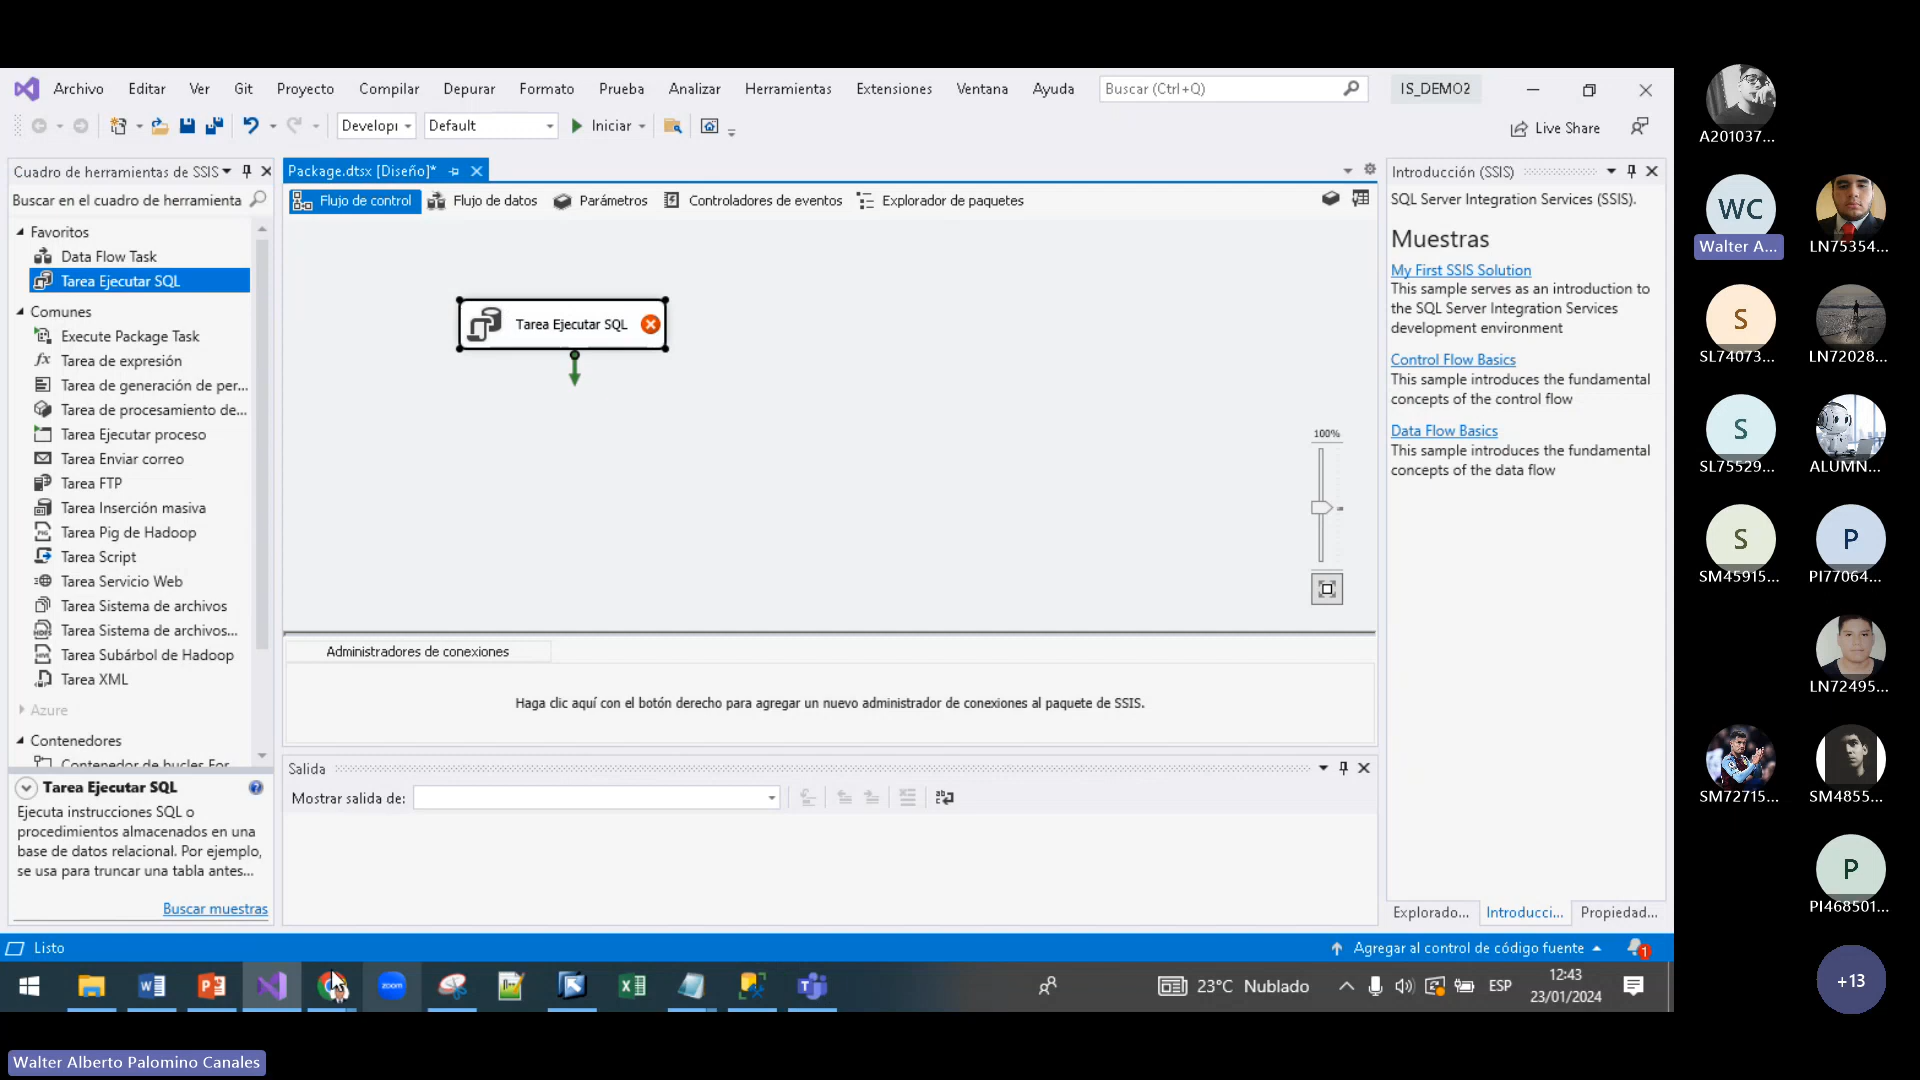 Archivo Editar Ver Git Proyecto Compilar Depurar Formato Prueba Analizar Herramientas Extensiones Ventana Ayuda Buscar (Ctrl+Q) IS_DEMO2
Developı Default Iniciar Live Share
Cuadro de herramientas de SSIS
Buscar en el cuadro de herramienta
Favoritos
Data Flow Task
Tarea Ejecutar SQL
Comunes
Execute Package Task
Tarea de expresión
Tarea de generación de per...
Tarea de procesamiento de...
Tarea Ejecutar proceso
Tarea Enviar correo
Tarea FTP
Tarea Inserción masiva
Tarea Pig de Hadoop
Tarea Script
Tarea Servicio Web
Tarea Sistema de archivos
Tarea Sistema de archivos...
Tarea Subárbol de Hadoop
Tarea XML
Azure
Contenedores
Contenedor de bucles For
Tarea Ejecutar SQL
Ejecuta instrucciones SQL o
procedimientos almacenados en una
base de datos relacional. Por ejemplo,
se usa para truncar una tabla antes...
Buscar muestras
Package.dtsx [Diseño]*
Flujo de control Flujo de datos Parámetros Controladores de eventos Explorador de paquetes
Tarea Ejecutar SQL
100%
Administradores de conexiones
Haga clic aquí con el botón derecho para agregar un nuevo administrador de conexiones al paquete de SSIS.
Salida
Mostrar salida de:
Introducción (SSIS)
SQL Server Integration Services (SSIS).
Muestras
My First SSIS Solution
This sample serves as an introduction to
the SQL Server Integration Services
development environment
Control Flow Basics
This sample introduces the fundamental
concepts of the control flow
Data Flow Basics
This sample introduces the fundamental
concepts of the data flow
Explorado... Introducci... Propiedad...
Listo Agregar al control de código fuente 1
zoom 23°C Nublado ESP 12:43
23/01/2024
A201037...
WC
Walter A... LN75354...
S
SL74073... LN72028...
S
SL75529... ALUMN...
S P
SM45915... PI77064...
LN72495...
SM72715... SM4855...
P
PI468501...
+13
Walter Alberto Palomino Canales